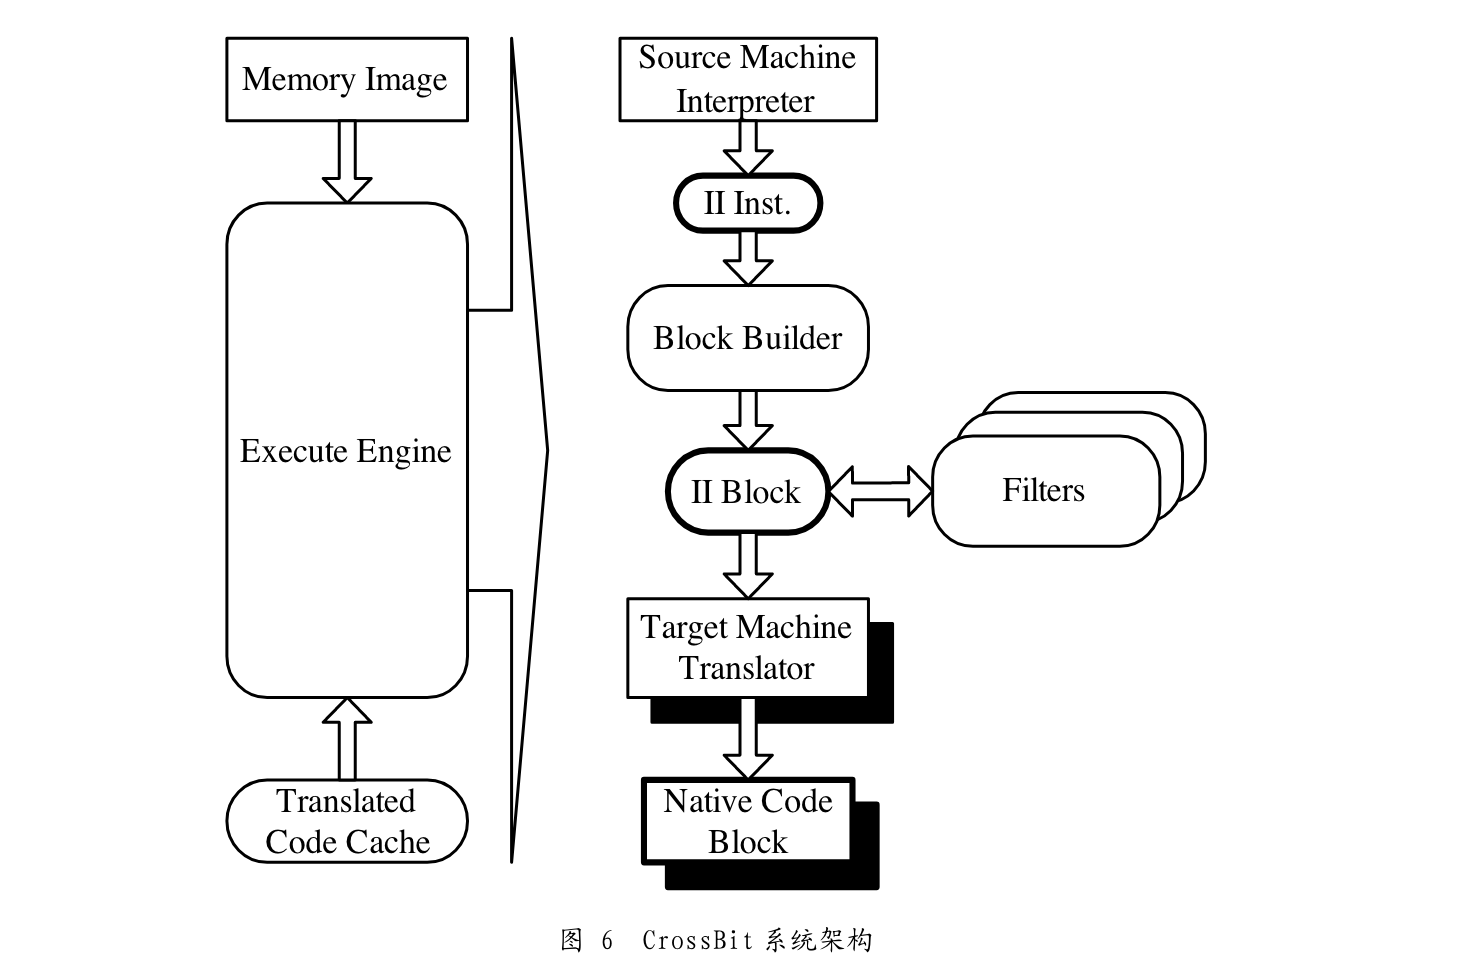 Memory Image
Execute Engine
Translated
Code Cache
Source Machine
Interpreter
II Inst.
Block Builder
II Block
Filters
Target Machine
Translator
Native Code
Block
图 6 CrossBit 系统架构